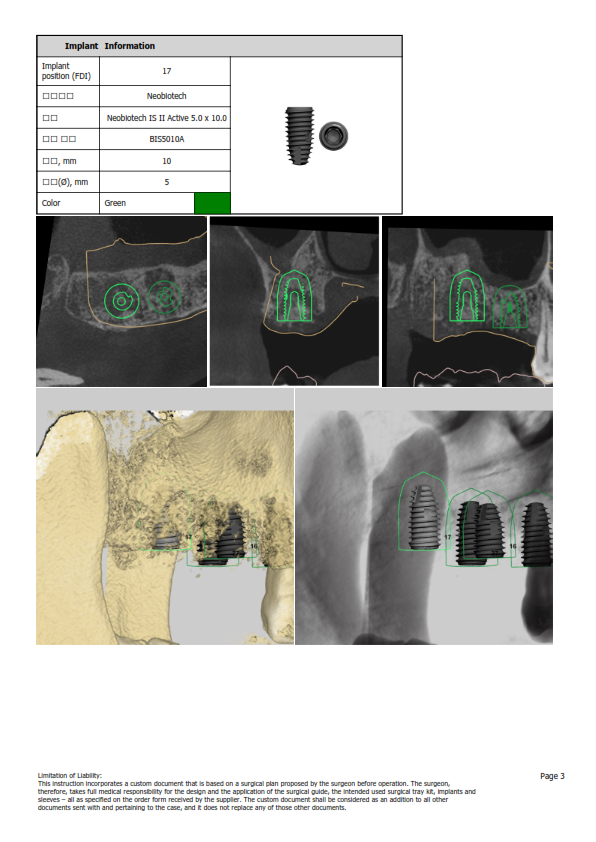 Implant Information
Implant position (FDI) 17
□□□□ Neobiotech
□□ Neobiotech IS II Active 5.0 x 10.0
□□ □□ BIS5010A
□□, mm 10
□□(Ø), mm 5
Color Green
17
16
17
16
Limitation of Liability:
This instruction incorporates a custom document that is based on a surgical plan proposed by the surgeon before operation. The surgeon,
therefore, takes full medical responsibility for the design and the application of the surgical guide, the intended used surgical tray kit, implants and
sleeves – all as specified on the order form received by the supplier. The custom document shall be considered as an addition to all other
documents sent with and pertaining to the case, and it does not replace any of those other documents.
Page 3